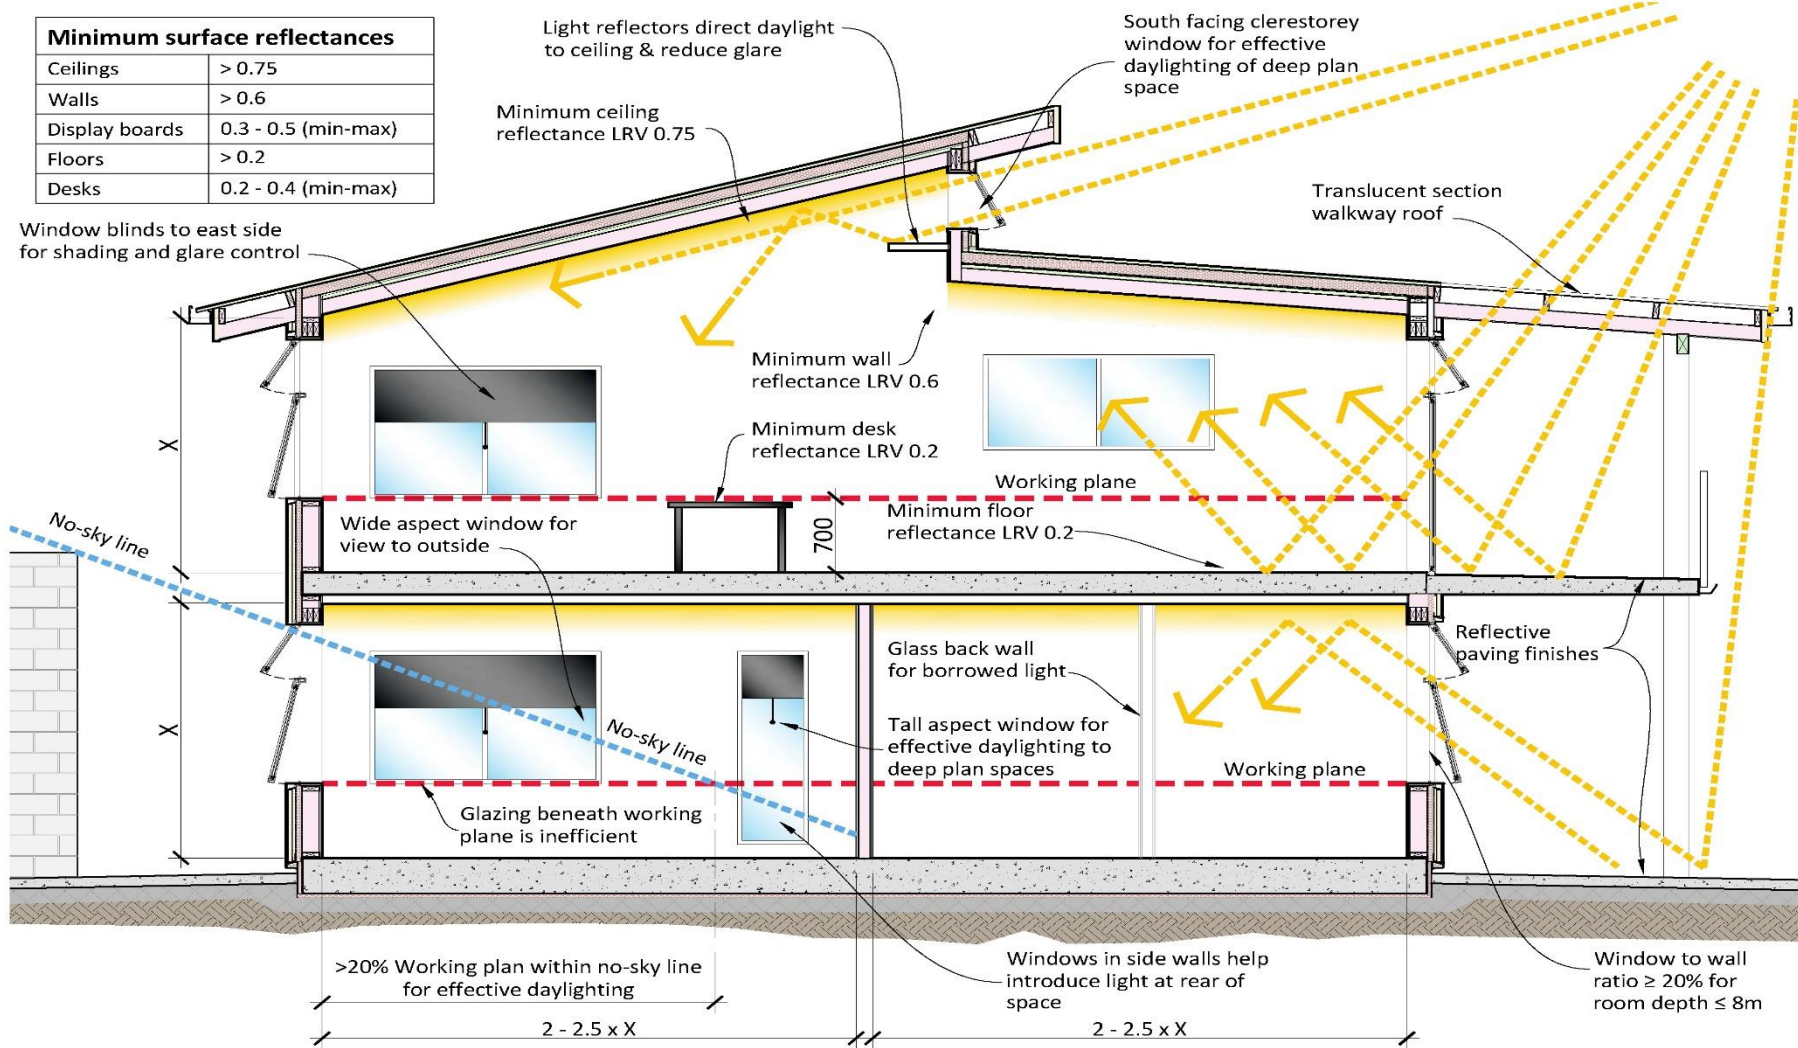 Minimum surface reflectances
Ceilings > 0.75
Walls > 0.6
Display boards 0.3 - 0.5 (min-max)
Floors > 0.2
Desks 0.2 - 0.4 (min-max)
Light reflectors direct daylight
to ceiling & reduce glare
South facing clerestorey
window for effective
daylighting of deep plan
space
Minimum ceiling
reflectance LRV 0.75
Translucent section
walkway roof
Window blinds to east side
for shading and glare control
Minimum wall
reflectance LRV 0.6
Minimum desk
reflectance LRV 0.2
X
Working plane
Minimum floor
reflectance LRV 0.2
700
Wide aspect window for
view to outside
No-sky line
Glass back wall
for borrowed light
Reflective
paving finishes
X
No-sky line
Tall aspect window for
effective daylighting to
deep plan spaces
Working plane
Glazing beneath working
plane is inefficient
>20% Working plan within no-sky line
for effective daylighting
Windows in side walls help
introduce light at rear of
space
Window to wall
ratio ≥ 20% for
room depth ≤ 8m
2 - 2.5 x X
2 - 2.5 x X